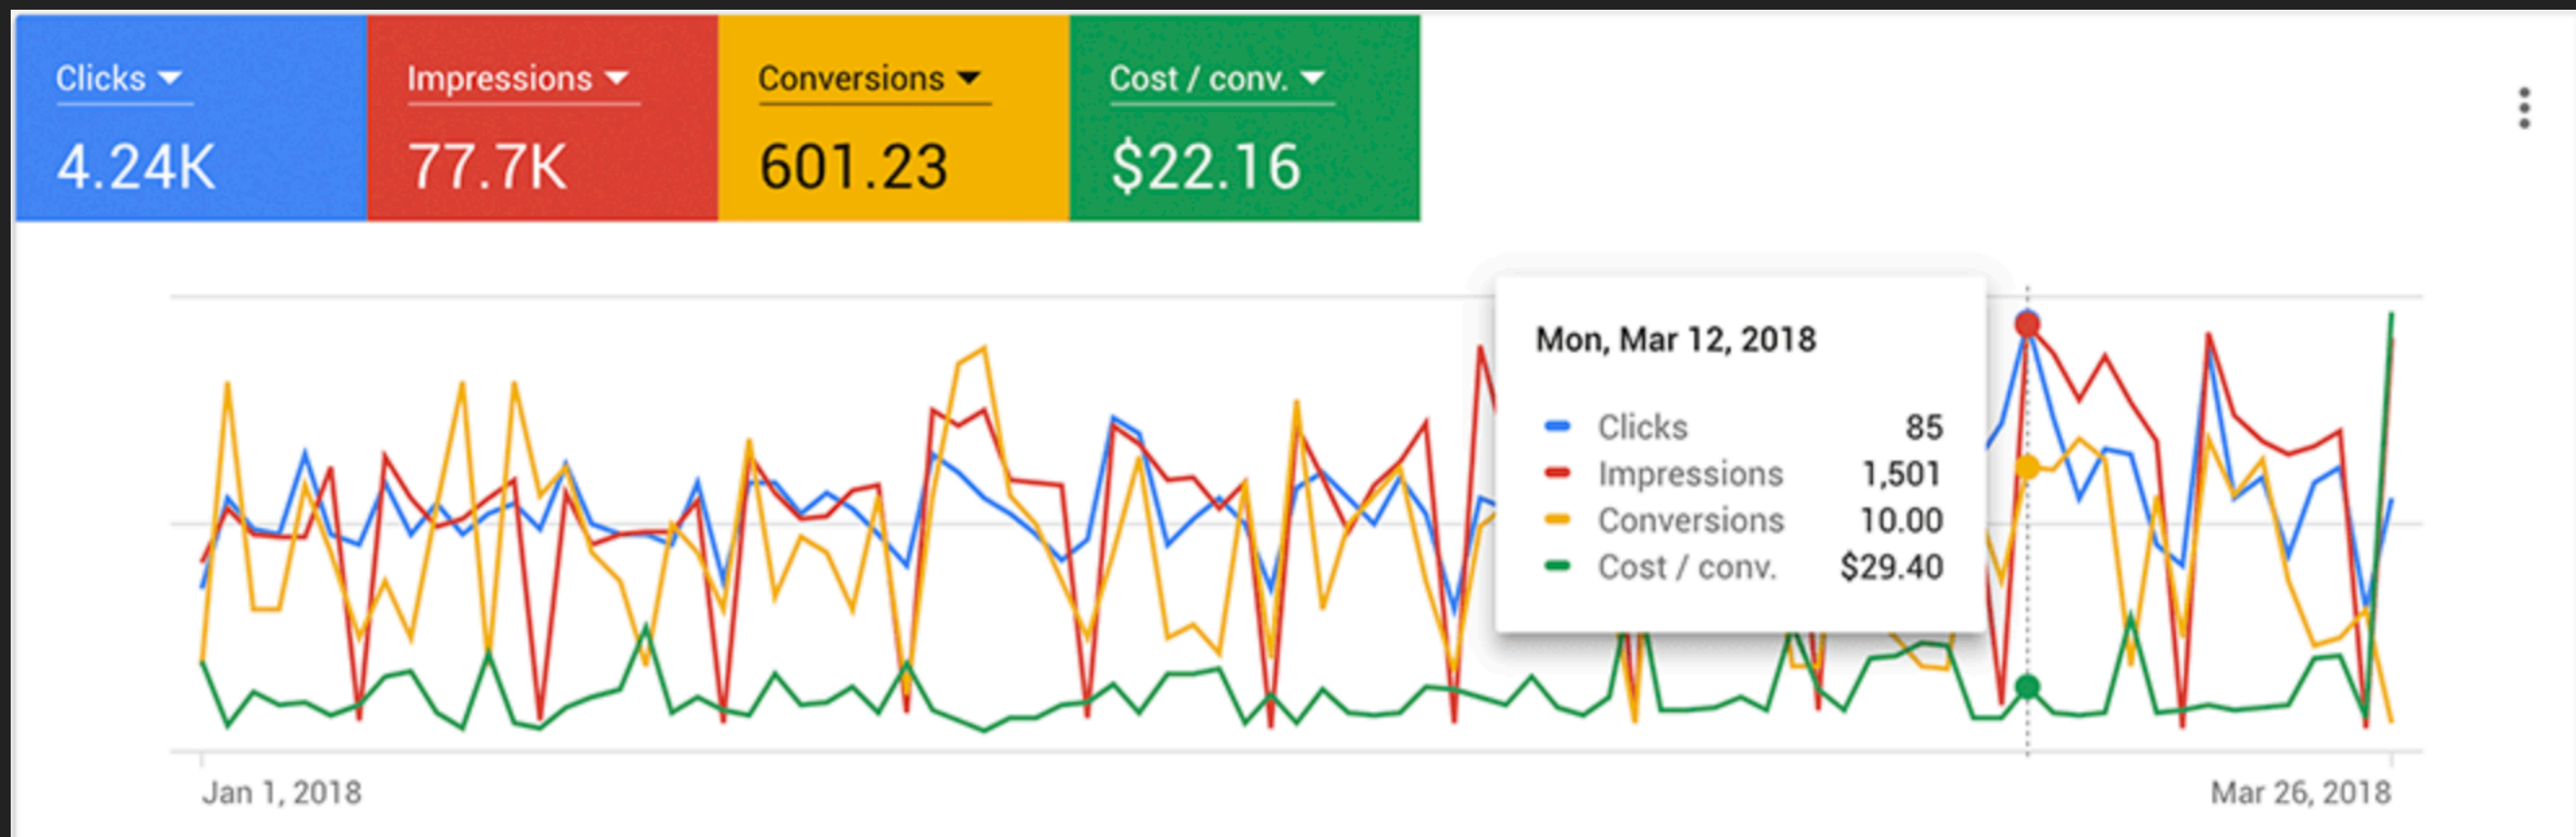 Clicks
Impressions
Conversions
Cost / conv.
4.24K
77.7K
601.23
$22.16
Mon, Mar 12, 2018
Clicks 85
Impressions 1,501
Conversions 10.00
Cost / conv. $29.40
Jan 1, 2018
Mar 26, 2018